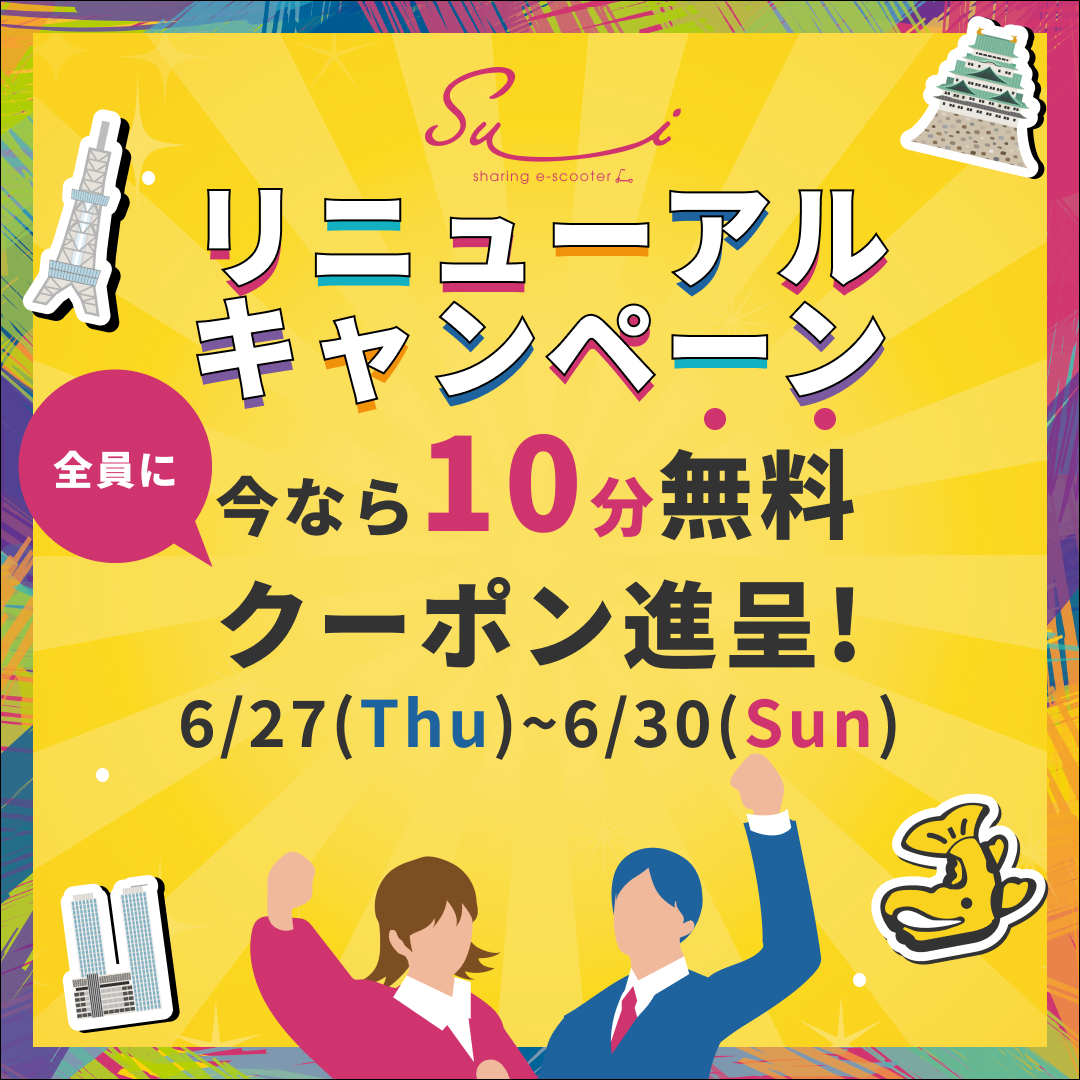 Sui
sharing e-scooter
リニューアル
キャンペーン
全員に
今なら10分無料
クーポン進呈!
6/27(Thu)~6/30(Sun)